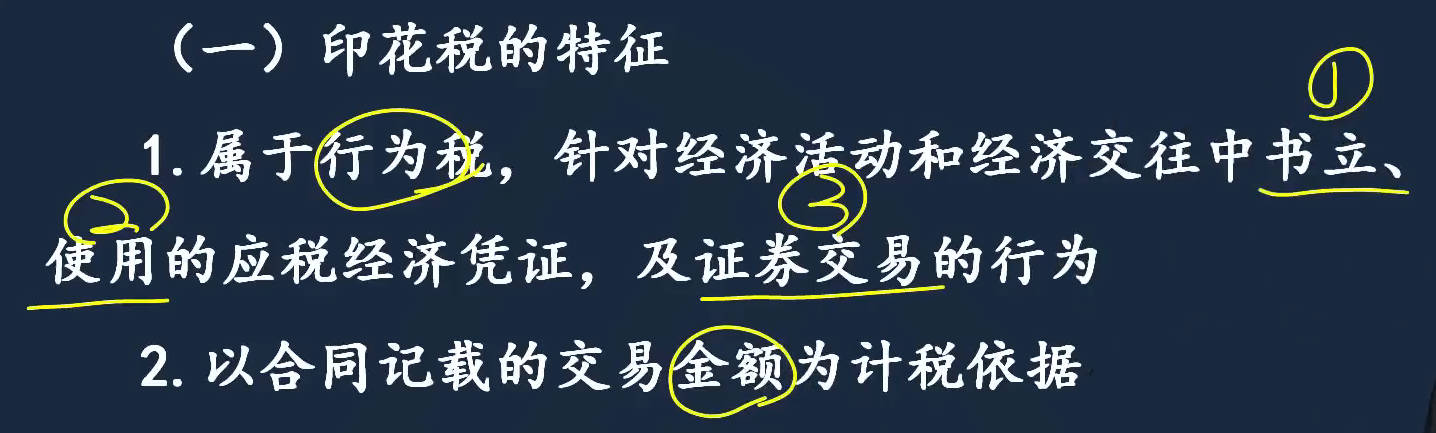 （一）印花税的特征
①
1.属于行为税，针对经济活动和经济交往中书立、
② ③
使用的应税经济凭证，及证券交易的行为
2.以合同记载的交易金额为计税依据